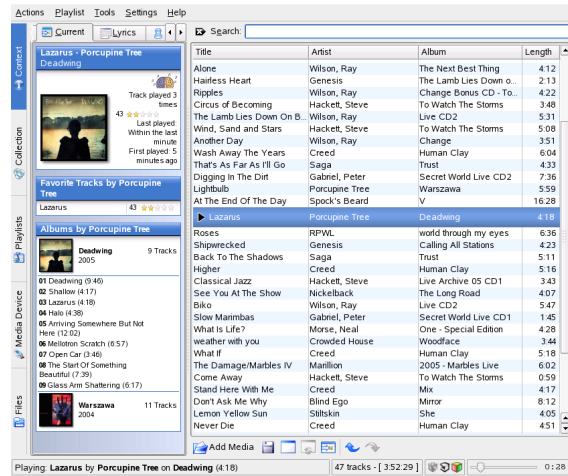 Actions Playlist Tools Settings Help
Current Lyrics
Search:
Context
Collection
Playlists
Media Device
Files
Lazarus - Porcupine Tree
Deadwing
Track played 3
times
43
Last played:
Within the last
minute
First played: 5
minutes ago
Favorite Tracks by Porcupine
Tree
Lazarus 43
Albums by Porcupine Tree
Deadwing 9 Tracks
2005
01 Deadwing (9:46)
02 Shallow (4:17)
03 Lazarus (4:18)
04 Halo (4:38)
05 Arriving Somewhere But Not
Here (12:02)
06 Mellotron Scratch (6:57)
07 Open Car (3:46)
08 The Start Of Something
Beautiful (7:39)
09 Glass Arm Shattering (6:17)
Warszawa 11 Tracks
2004
Title Artist Album Length
Alone Wilson, Ray The Next Best Thing 4:12
Hairless Heart Genesis The Lamb Lies Down o... 2:13
Ripples Wilson, Ray Change Bonus CD - To... 4:22
Circus of Becoming Hackett, Steve To Watch The Storms 3:48
The Lamb Lies Down On B... Wilson, Ray Live CD2 5:31
Wind, Sand and Stars Hackett, Steve To Watch The Storms 5:08
Another Day Wilson, Ray Change 3:51
Wash Away The Years Creed Human Clay 6:04
That's As Far As I'll Go Saga Trust 4:33
Digging In The Dirt Gabriel, Peter Secret World Live CD2 7:36
Lightbulb Porcupine Tree Warszawa 5:59
At The End Of The Day Spock's Beard V 16:28
Lazarus Porcupine Tree Deadwing 4:18
Roses RPWL world through my eyes 6:36
Shipwrecked Genesis Calling All Stations 4:23
Back To The Shadows Saga Trust 5:11
Higher Creed Human Clay 5:16
Classical Jazz Hackett, Steve Live Archive 05 CD1 3:43
See You At The Show Nickelback The Long Road 4:07
Biko Wilson, Ray Live CD2 5:47
Slow Marimbas Gabriel, Peter Secret World Live CD1 1:45
What Is Life? Morse, Neal One - Special Edition 4:28
weather with you Crowded House Woodface 3:44
What If Creed Human Clay 5:18
The Damage/Marbles IV Marillion 2005 - Marbles Live 6:02
Come Away Hackett, Steve To Watch The Storms 0:59
Stand Here With Me Creed Mix 4:17
Don't Ask Me Why Blind Ego Mirror 8:12
Lemon Yellow Sun Stiltskin She 4:05
Never Die Creed Human Clay 4:51
Add Media
Playing: Lazarus by Porcupine Tree on Deadwing (4:18) 47 tracks - [ 3:52:29 ] 0:28